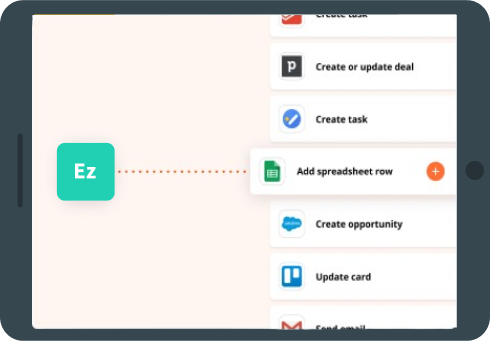 Create task
Create or update deal
Create task
Ez
Add spreadsheet row
Create opportunity
Update card
Send email